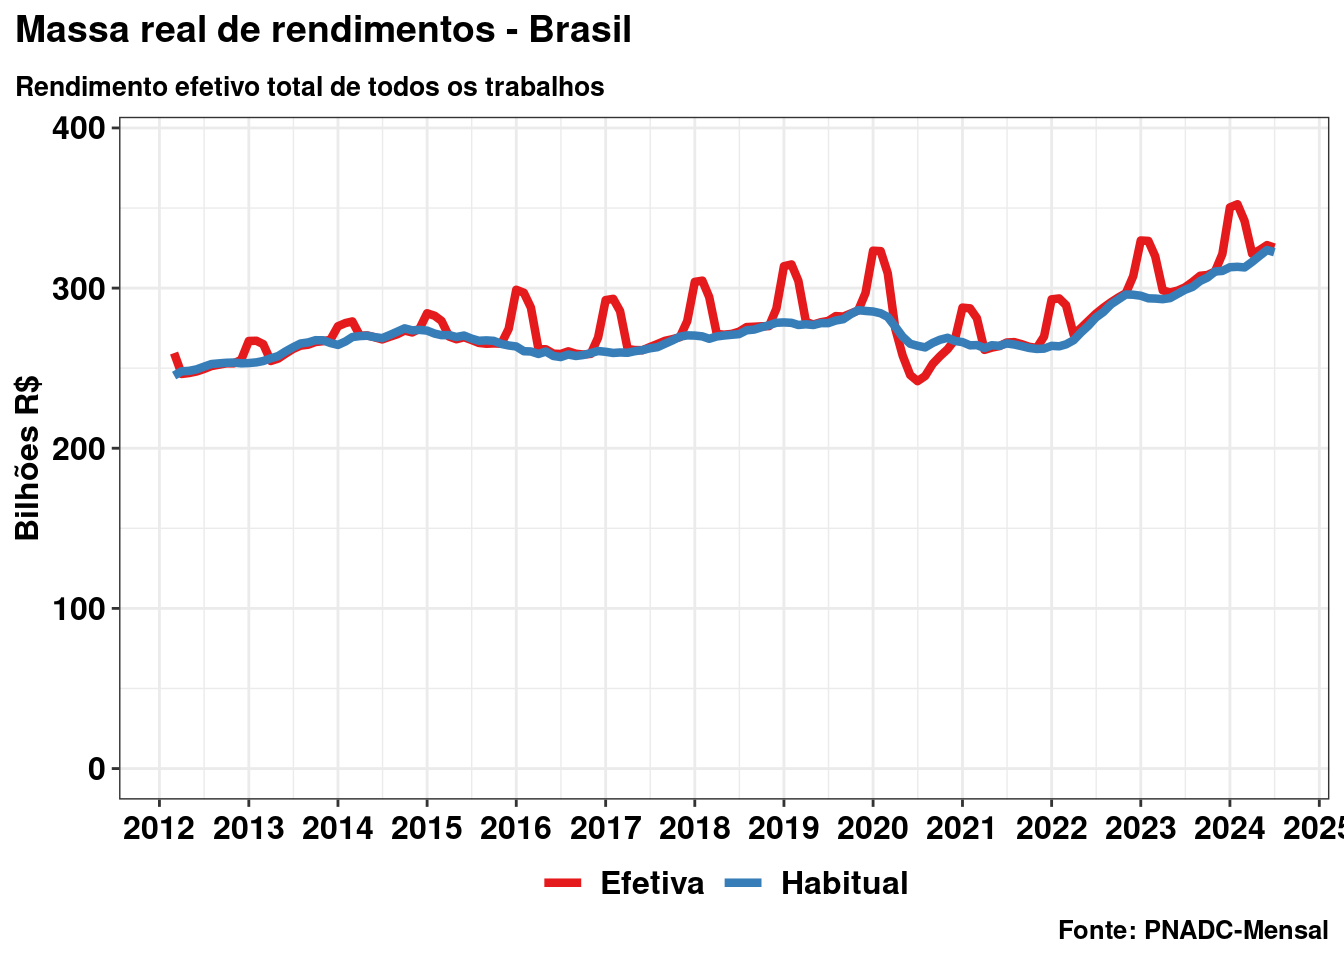 Massa real de rendimentos - Brasil
Rendimento efetivo total de todos os trabalhos
Bilhões R$
400
300
200
100
0
2012 2013 2014 2015 2016 2017 2018 2019 2020 2021 2022 2023 2024 2025
Efetiva Habitual
Fonte: PNADC-Mensal